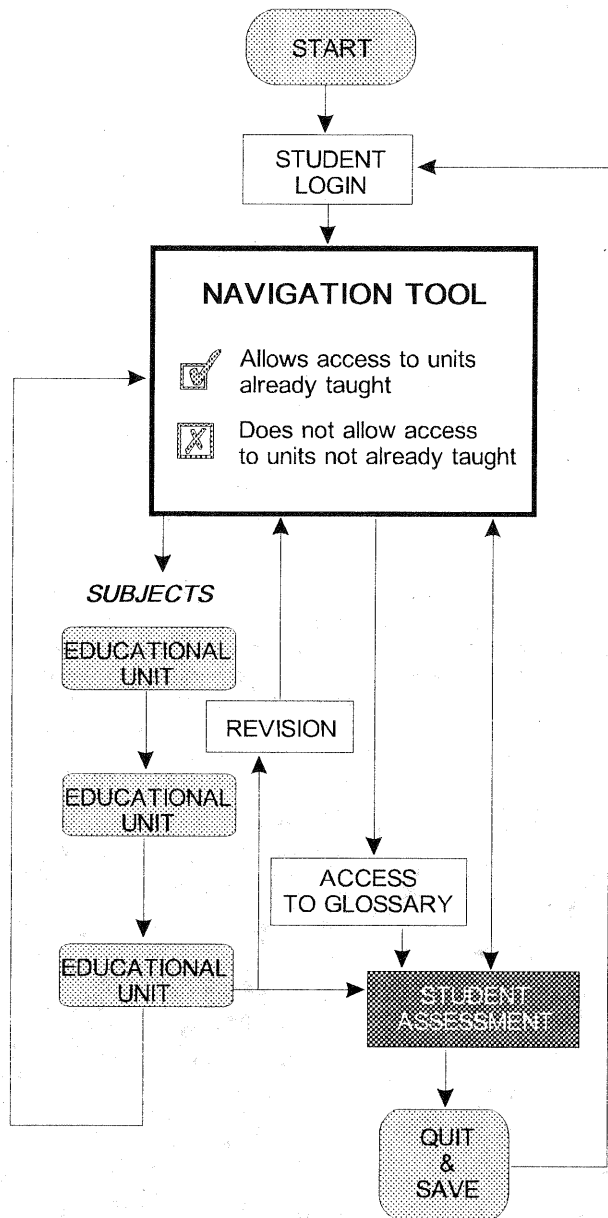 START
STUDENT
LOGIN
NAVIGATION TOOL
Allows access to units
already taught
Does not allow access
to units not already taught
SUBJECTS
EDUCATIONAL
UNIT
REVISION
EDUCATIONAL
UNIT
ACCESS
TO GLOSSARY
EDUCATIONAL
UNIT
STUDENT
ASSESSMENT
QUIT
&
SAVE